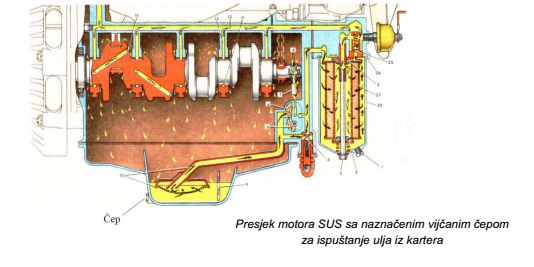 Čep
Presjek motora SUS sa naznačenim vijčanim čepom
za ispuštanje ulja iz kartera